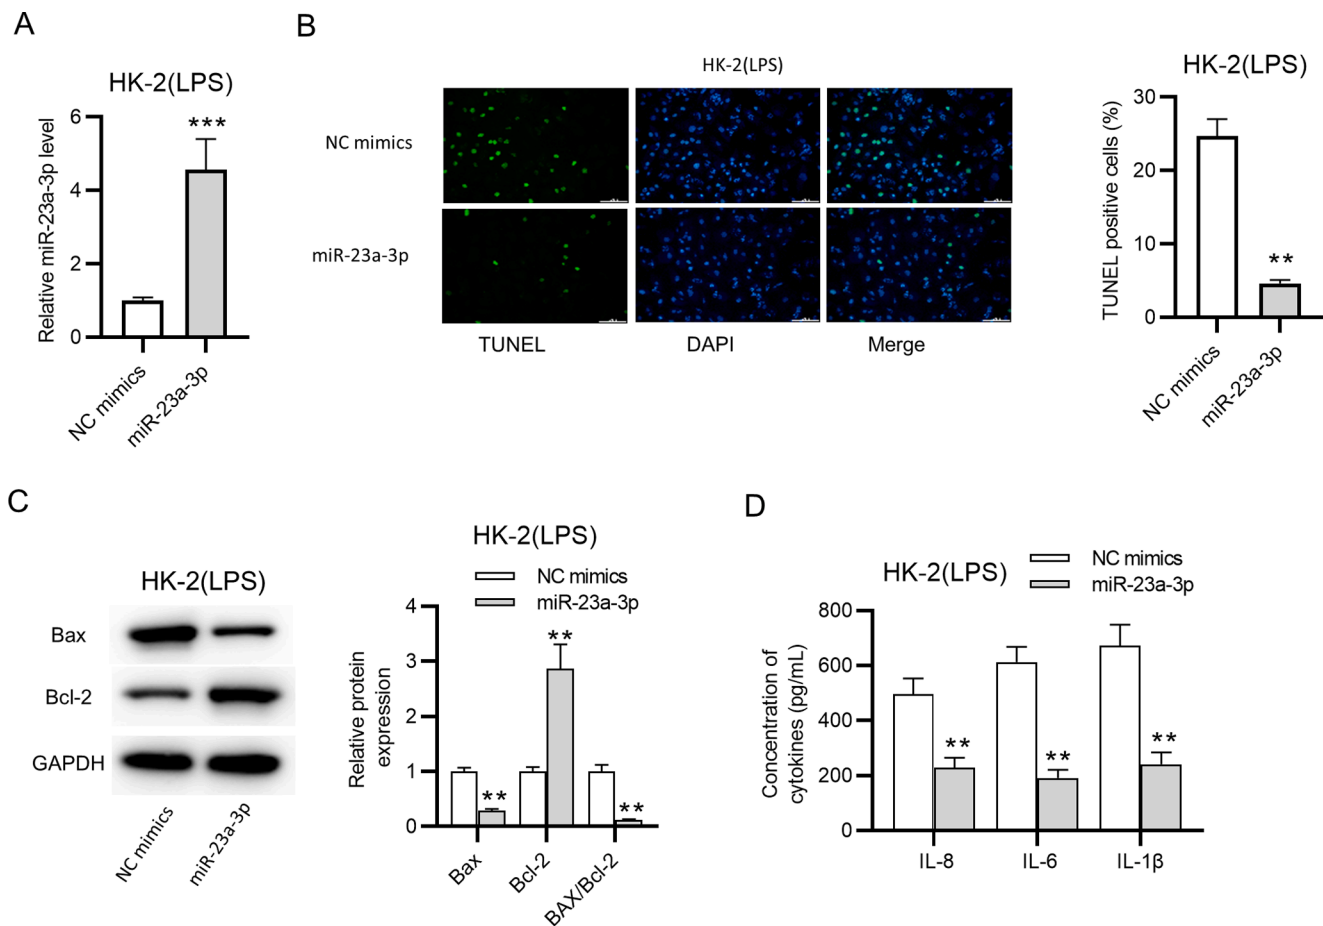 A
HK-2(LPS)
Relative miR-23a-3p level
6
4
2
0
***
NC mimics
miR-23a-3p
B
HK-2(LPS)
NC mimics
miR-23a-3p
TUNEL
DAPI
Merge
HK-2(LPS)
TUNEL positive cells (%)
30
20
10
0
**
NC mimics
miR-23a-3p
C
HK-2(LPS)
Bax
Bcl-2
GAPDH
NC mimics
miR-23a-3p
HK-2(LPS)
NC mimics
miR-23a-3p
Relative protein
expression
4
3
2
1
0
**
**
**
Bax
Bcl-2
BAX/Bcl-2
D
HK-2(LPS)
NC mimics
miR-23a-3p
Concentration of
cytokines (pg/mL)
800
600
400
200
0
**
**
**
IL-8
IL-6
IL-1β